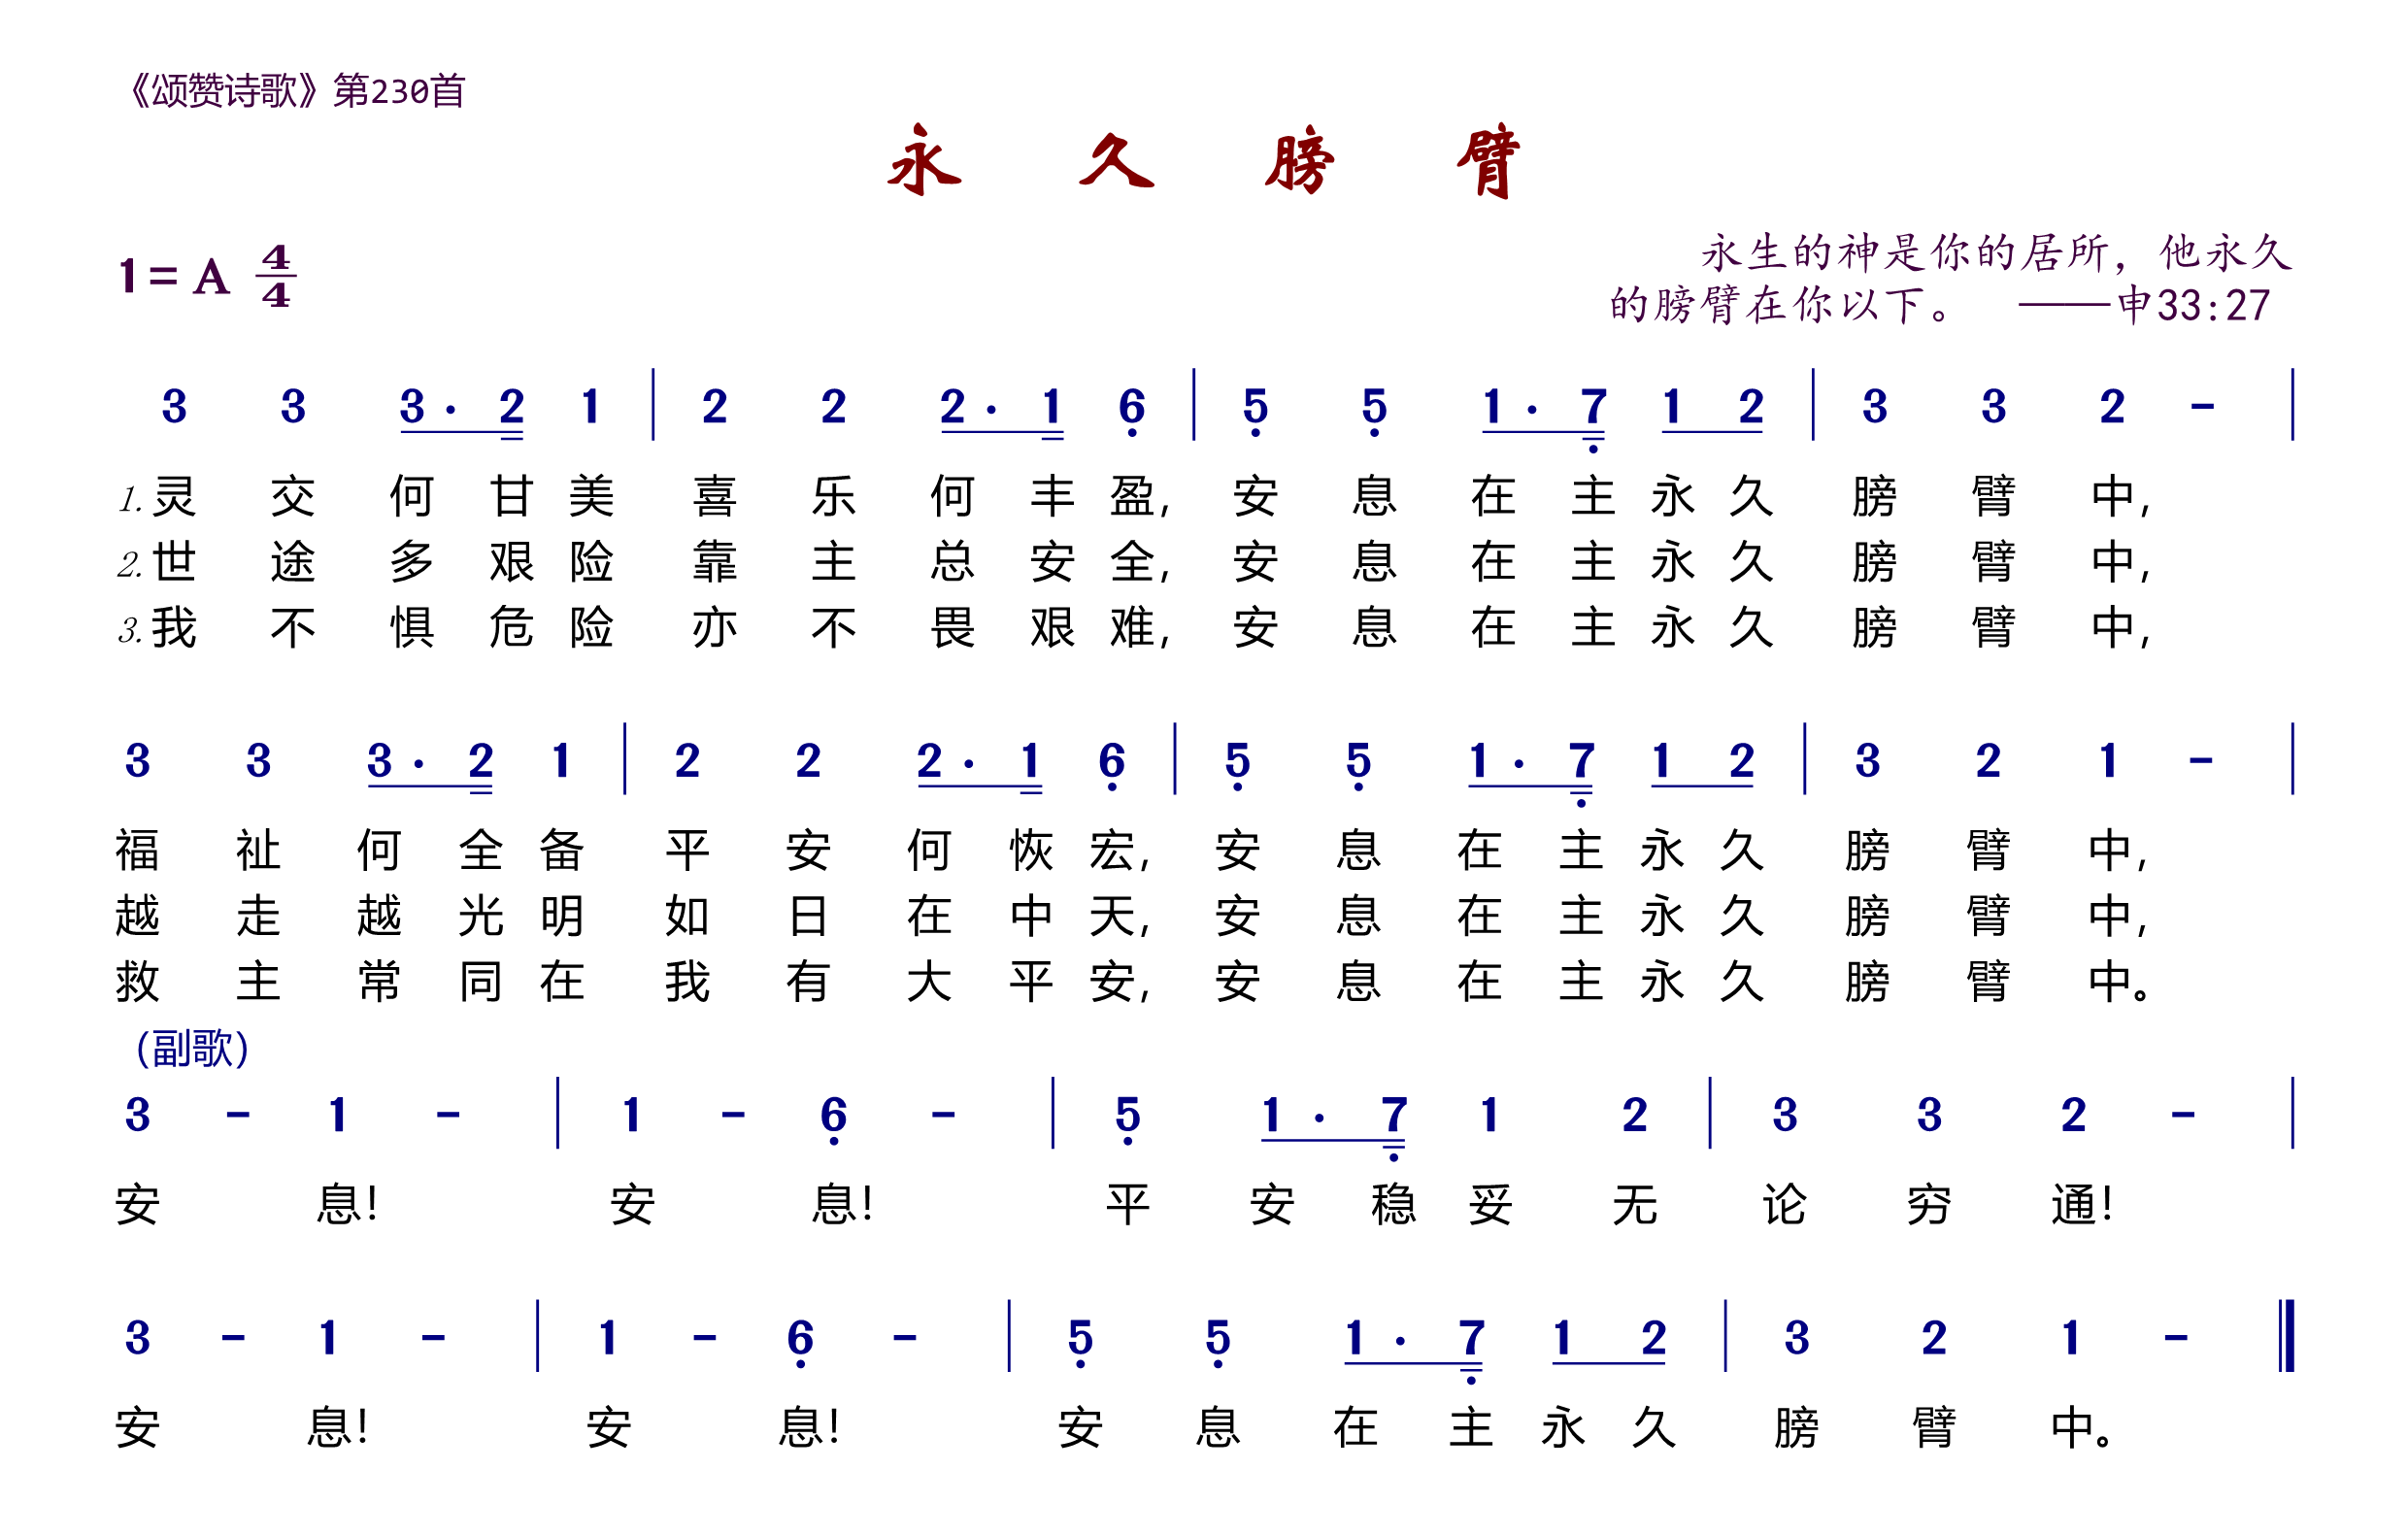 《颂赞诗歌》第230首
永久膀臂
1=A 4/4
永生的神是你的居所，他永久
的膀臂在你以下。 ——申33:27
3 3 3· 2 1 | 2 2 2· 1 6 | 5 5 1· 7 1 2 | 3 3 2 - |
1.灵交何甘美喜乐何丰盈,安息在主永久膀臂中,
2.世途多艰险靠主总安全,安息在主永久膀臂中,
3.我不惧危险亦不畏艰难,安息在主永久膀臂中,
3 3 3· 2 1 | 2 2 2· 1 6 | 5 5 1· 7 1 2 | 3 2 1 - |
福祉何全备平安何恢宏,安息在主永久膀臂中,
越走越光明如日在中天,安息在主永久膀臂中,
救主常同在我有大平安,安息在主永久膀臂中。
(副歌)
3 - 1 - | 1 - 6 - | 5 1· 7 1 2 | 3 3 2 - |
安息!安息!平安稳妥无论穷通!
3 - 1 - | 1 - 6 - | 5 5 1· 7 1 2 | 3 2 1 - ‖
安息!安息!安息在主永久膀臂中。